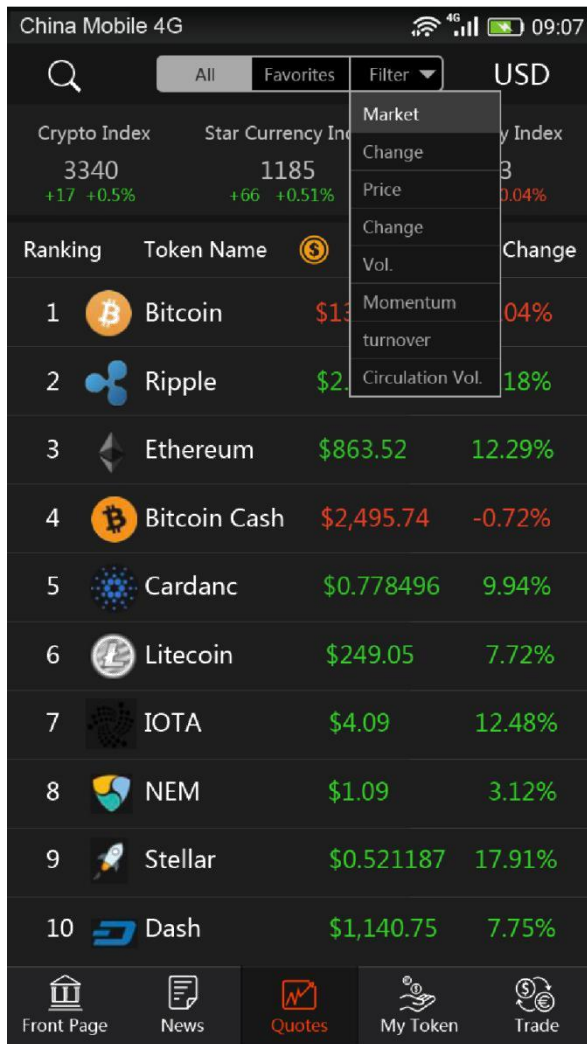 China Mobile 4G 4G 09:07
All Favorites Filter USD
Market
Change
Price
Change
Vol.
Momentum
turnover
Circulation Vol.
Crypto Index Star Currency Index
3340 1185 3
+17 +0.5% +66 +0.51% 0.04%
Ranking Token Name Change
1 Bitcoin $13 04%
2 Ripple $2. 18%
3 Ethereum $863.52 12.29%
4 Bitcoin Cash $2,495.74 -0.72%
5 Cardanc $0.778496 9.94%
6 Litecoin $249.05 7.72%
7 IOTA $4.09 12.48%
8 NEM $1.09 3.12%
9 Stellar $0.521187 17.91%
10 Dash $1,140.75 7.75%
Front Page News Quotes My Token Trade